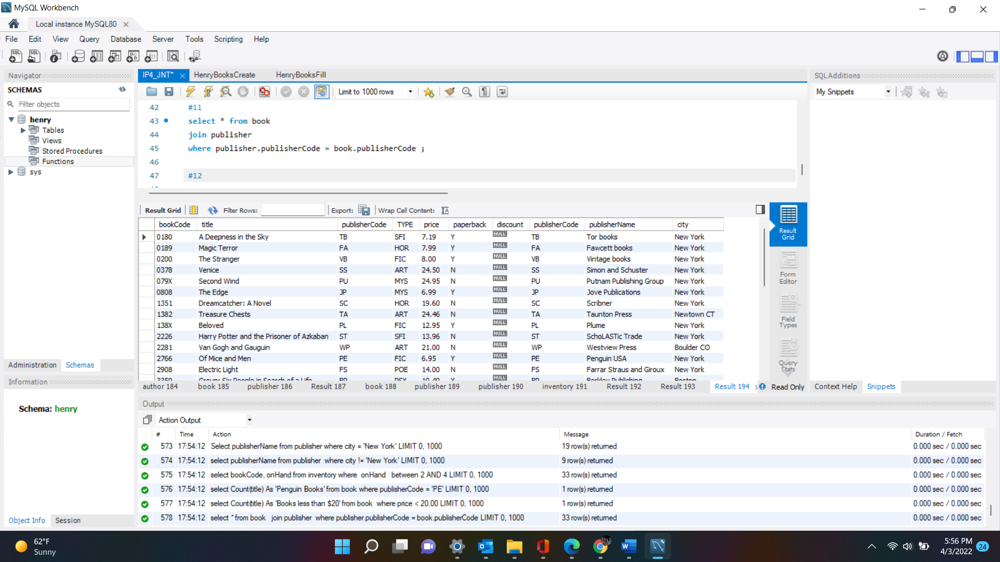 MySQL Workbench
Local instance MySQL80
File Edit View Query Database Server Tools Scripting Help
Navigator
SCHEMAS
Filter objects
henry
Tables
Views
Stored Procedures
Functions
sys
Administration Schemas
Information
Schema: henry
Object Info Session
IP4_JNT* HenryBooksCreate HenryBooksFill
Limit to 1000 rows
42 #11
43 select * from book
44 join publisher
45 where publisher.publisherCode = book.publisherCode ;
46
47 #12
Result Grid Filter Rows: Export: Wrap Cell Content:
bookCode title publisherCode TYPE price paperback discount publisherCode publisherName city
0180 A Deepness in the Sky TB SFI 7.19 Y NULL TB Tor books New York
0189 Magic Terror FA HOR 7.99 Y NULL FA Fawcett books New York
0200 The Stranger VB FIC 8.00 Y NULL VB Vintage books New York
0378 Venice SS ART 24.50 N NULL SS Simon and Schuster New York
079X Second Wind PU MYS 24.95 N NULL PU Putnam Publishing Group New York
0808 The Edge JP MYS 6.99 Y NULL JP Jove Publications New York
1351 Dreamcatcher: A Novel SC HOR 19.60 N NULL SC Scribner New York
1382 Treasure Chests TA ART 24.46 N NULL TA Taunton Press Newtown CT
138X Beloved PL FIC 12.95 Y NULL PL Plume New York
2226 Harry Potter and the Prisoner of Azkaban ST SFI 13.96 N NULL ST SchoLASTic Trade New York
2281 Van Gogh and Gauguin WP ART 21.00 N NULL WP Westview Press Boulder CO
2766 Of Mice and Men PE FIC 6.95 Y NULL PE Penguin USA New York
2908 Electric Light FS POE 14.00 N NULL FS Farrar Straus and Giroux New York
NULL
Result Grid
Form Editor
Field Types
Query Stats
author 184 book 185 publisher 186 Result 187 book 188 publisher 189 publisher 190 inventory 191 Result 192 Result 193 Result 194 Read Only
SQLAdditions
My Snippets
Context Help Snippets
Output
Action Output
# Time Action Message Duration / Fetch
573 17:54:12 Select publisherName from publisher where city = 'New York' LIMIT 0, 1000 19 row(s) returned 0.000 sec / 0.000 sec
574 17:54:12 select publisherName from publisher where city != 'New York' LIMIT 0, 1000 9 row(s) returned 0.000 sec / 0.000 sec
575 17:54:12 select bookCode, onHand from inventory where onHand between 2 AND 4 LIMIT 0, 1000 33 row(s) returned 0.000 sec / 0.000 sec
576 17:54:12 select Count(title) As 'Penguin Books' from book where publisherCode = 'PE' LIMIT 0, 1000 1 row(s) returned 0.000 sec / 0.000 sec
577 17:54:12 select Count(title) As 'Books less than $20' from book where price < 20.00 LIMIT 0, 1000 1 row(s) returned 0.000 sec / 0.000 sec
578 17:54:12 select * from book join publisher where publisher.publisherCode = book.publisherCode LIMIT 0, 1000 33 row(s) returned 0.000 sec / 0.000 sec
62°F
Sunny
5:56 PM
4/3/2022
24